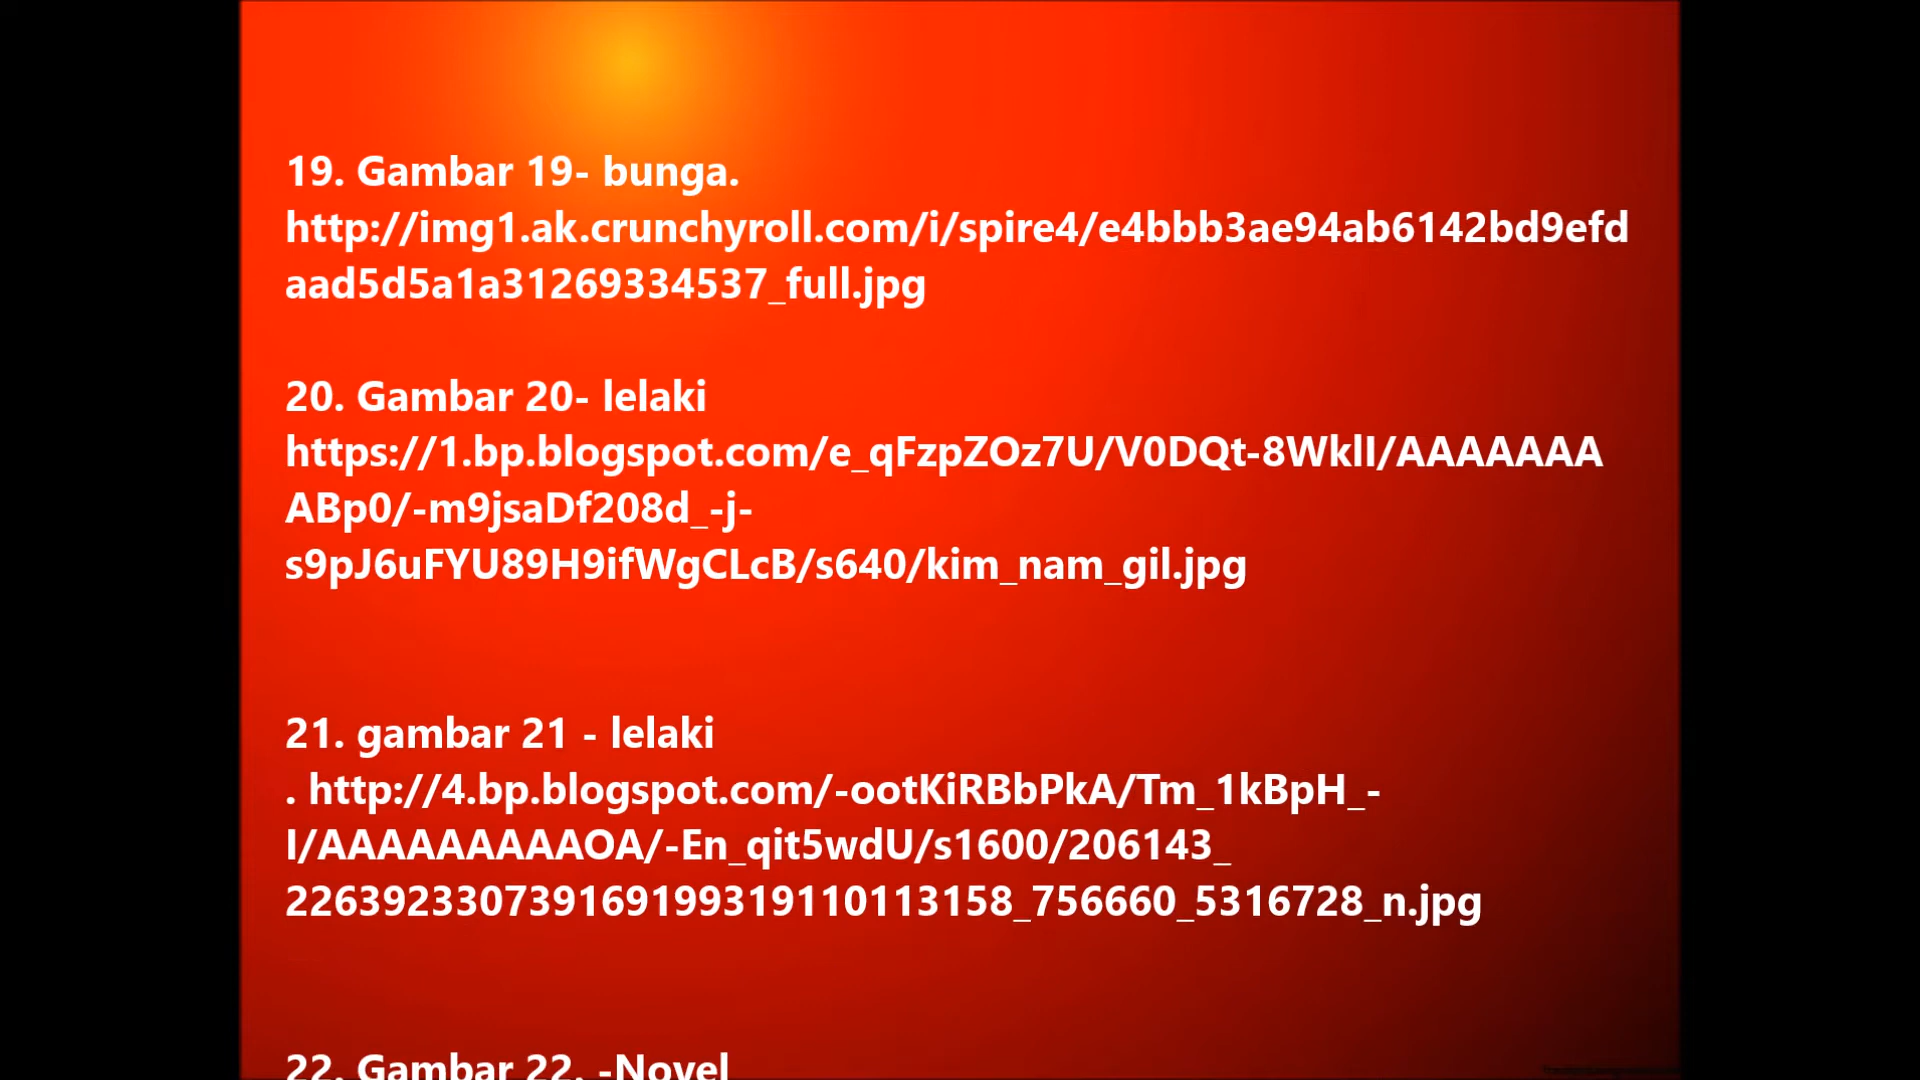 19. Gambar 19- bunga.
http://img1.ak.crunchyroll.com/i/spire4/e4bbb3ae94ab6142bd9efd
aad5d5a1a31269334537_full.jpg
20. Gambar 20- lelaki
https://1.bp.blogspot.com/e_qFzpZOz7U/V0DQt-8WklI/AAAAAAA
ABp0/-m9jsaDf208d_-j-
s9pJ6uFYU89H9ifWgCLcB/s640/kim_nam_gil.jpg
21. gambar 21 - lelaki
. http://4.bp.blogspot.com/-ootKiRBbPkA/Tm_1kBpH_-
I/AAAAAAAAAOA/-En_qit5wdU/s1600/206143_
226392330739169199319110113158_756660_5316728_n.jpg
22. Gambar 22. -Novel